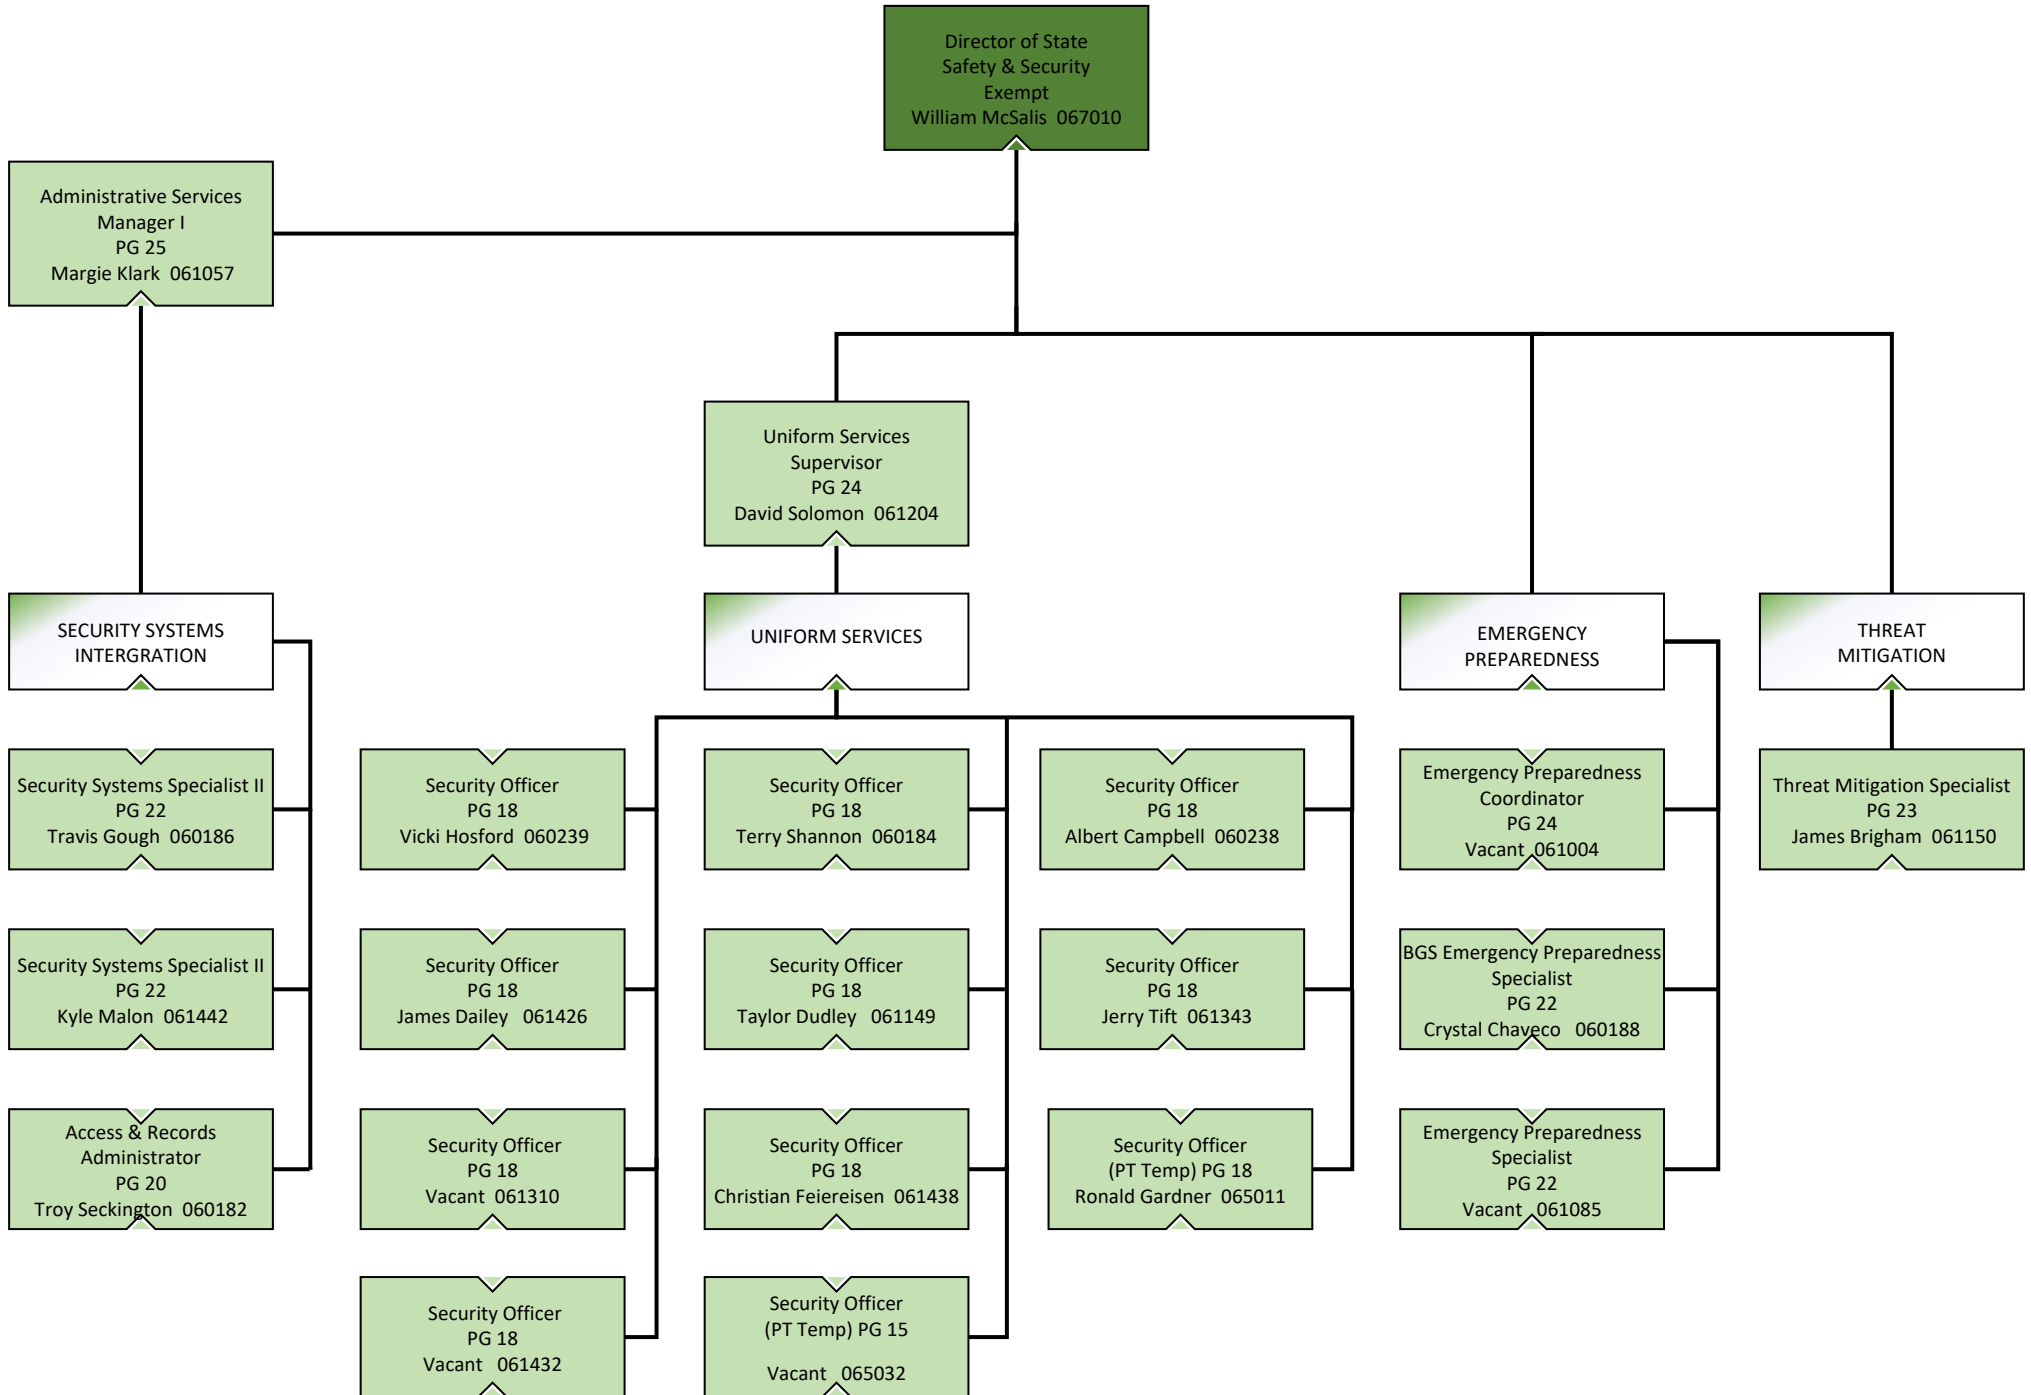 Director of State
Safety & Security
Exempt
William McSalis 067010
Administrative Services
Manager I
PG 25
Margie Klark 061057
Uniform Services
Supervisor
PG 24
David Solomon 061204
SECURITY SYSTEMS
INTERGRATION
UNIFORM SERVICES
EMERGENCY
PREPAREDNESS
THREAT
MITIGATION
Security Systems Specialist II
PG 22
Travis Gough 060186
Security Officer
PG 18
Vicki Hosford 060239
Security Officer
PG 18
Terry Shannon 060184
Security Officer
PG 18
Albert Campbell 060238
Emergency Preparedness
Coordinator
PG 24
Vacant 061004
Threat Mitigation Specialist
PG 23
James Brigham 061150
Security Systems Specialist II
PG 22
Kyle Malon 061442
Security Officer
PG 18
James Dailey 061426
Security Officer
PG 18
Taylor Dudley 061149
Security Officer
PG 18
Jerry Tift 061343
BGS Emergency Preparedness
Specialist
PG 22
Crystal Chaveco 060188
Access & Records
Administrator
PG 20
Troy Seckington 060182
Security Officer
PG 18
Vacant 061310
Security Officer
PG 18
Christian Feiereisen 061438
Security Officer
(PT Temp) PG 18
Ronald Gardner 065011
Emergency Preparedness
Specialist
PG 22
Vacant 061085
Security Officer
PG 18
Vacant 061432
Security Officer
(PT Temp) PG 15
Vacant 065032